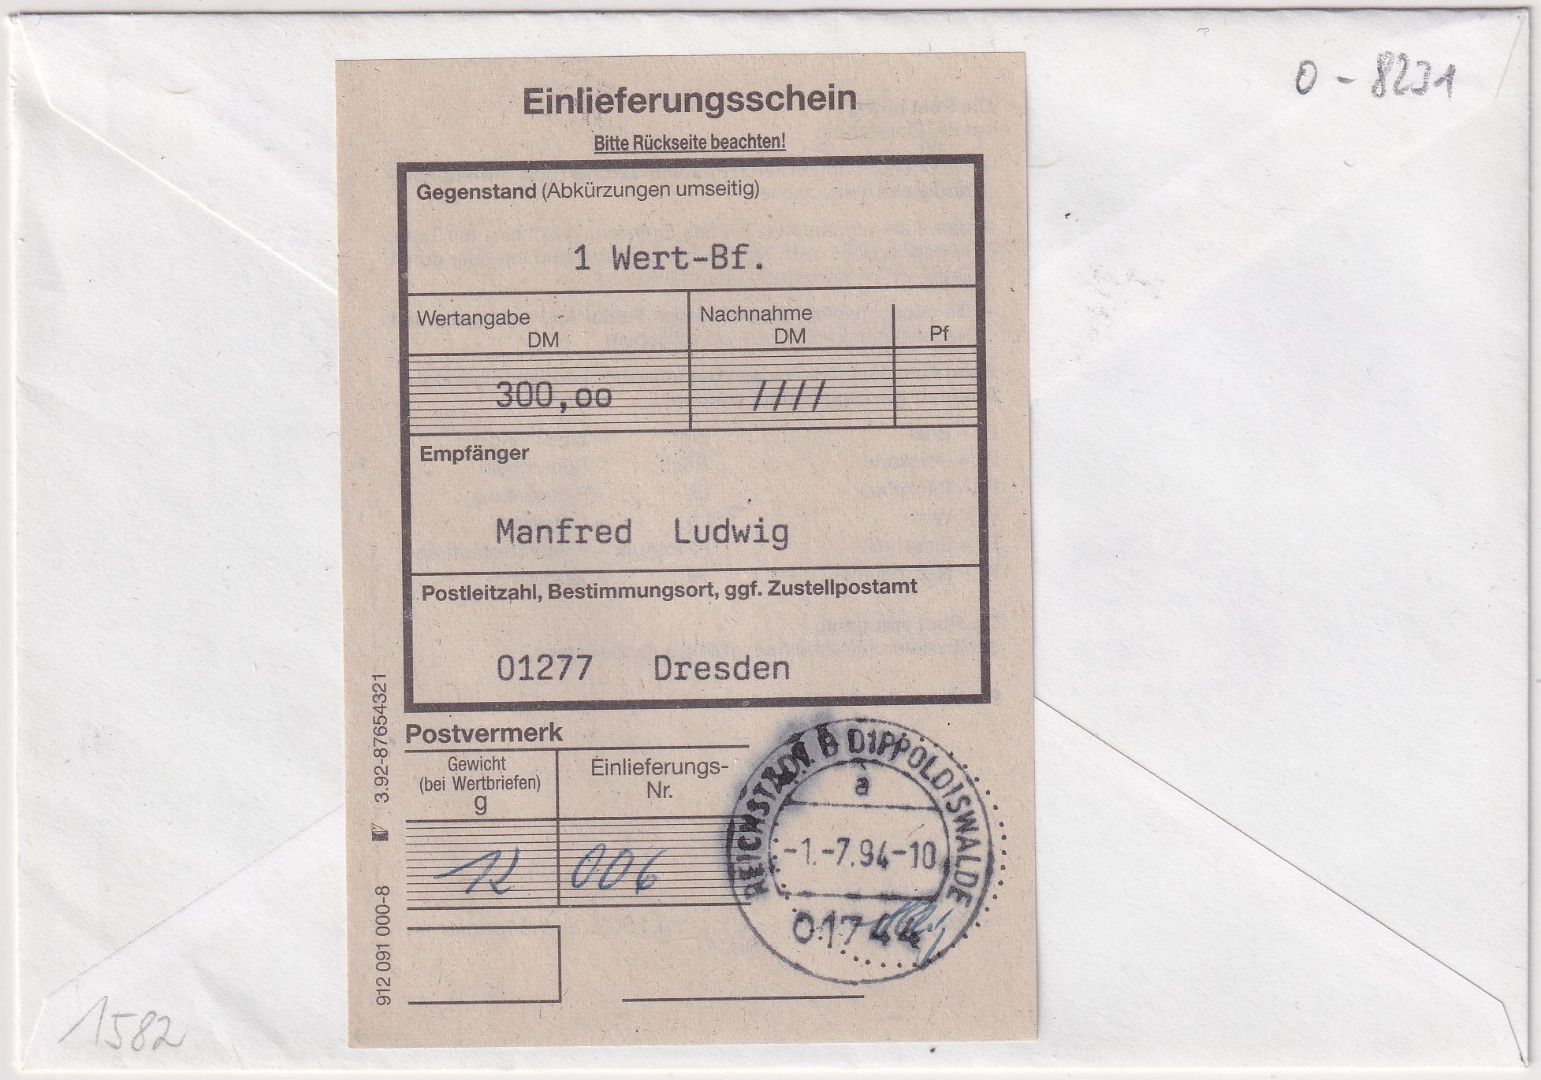 O - 8231
Einlieferungsschein
Bitte Rückseite beachten!
Gegenstand (Abkürzungen umseitig)
1 Wert-Bf.
Wertangabe
DM
Nachnahme
DM
Pf
300,oo
////
Empfänger
Manfred Ludwig
Postleitzahl, Bestimmungsort, ggf. Zustellpostamt
01277 Dresden
Postvermerk
Gewicht
(bei Wertbriefen)
g
Einlieferungs-
Nr.
12
006
REICHSTÄDT B DIPPOLDISWALDE
a
-1.-7.94-10
01744
912 091 000-8
3.92-87654321
1582